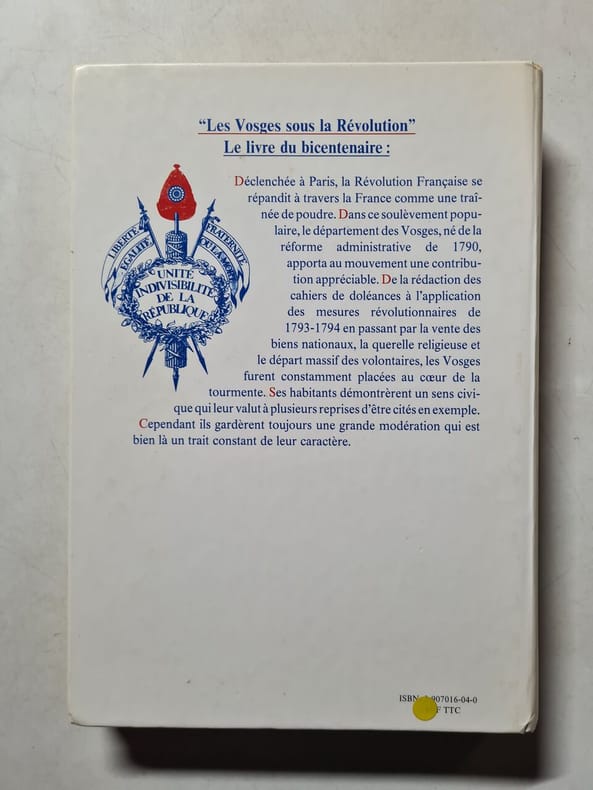 “Les Vosges sous la Révolution”
Le livre du bicentenaire :
Déclenchée à Paris, la Révolution Française se
répandit à travers la France comme une traî-
née de poudre. Dans ce soulèvement popu-
laire, le département des Vosges, né de la
réforme administrative de 1790,
apporta au mouvement une contribu-
tion appréciable. De la rédaction des
cahiers de doléances à l'application
des mesures révolutionnaires de
1793-1794 en passant par la vente des
biens nationaux, la querelle religieuse et
le départ massif des volontaires, les Vosges
furent constamment placées au cœur de la
tourmente. Ses habitants démontrèrent un sens civi-
que qui leur valut à plusieurs reprises d'être cités en exemple.
Cependant ils gardèrent toujours une grande modération qui est
bien là un trait constant de leur caractère.
LIBERTÉ
ÉGALITÉ
FRATERNITÉ
OU LA MORT
UNITÉ
INDIVISIBILITÉ
DE LA
RÉPUBLIQUE
ISBN 907016-04-0
F TTC